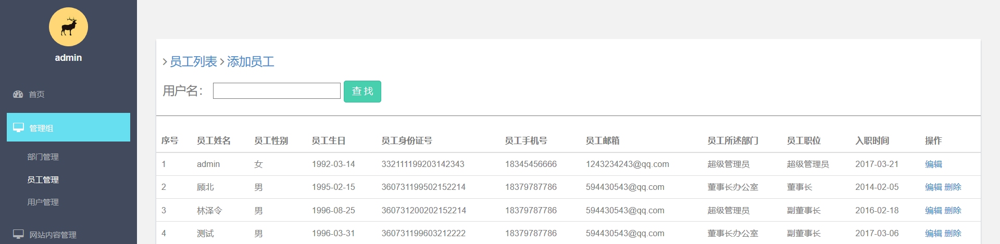 admin
首页
管理组
部门管理
员工管理
用户管理
网站内容管理
> 员工列表 > 添加员工
用户名： 查 找
序号 员工姓名 员工性别 员工生日 员工身份证号 员工手机号 员工邮箱 员工所述部门 员工职位 入职时间 操作
1 admin 女 1992-03-14 332111199203142343 18345456666 1243234243@qq.com 超级管理员 超级管理员 2017-03-21 编辑
2 顾北 男 1995-02-15 360731199502152214 18379787786 594430543@qq.com 董事长办公室 董事长 2014-02-05 编辑 删除
3 林泽令 男 1996-08-25 360731200202152214 18379787786 594430543@qq.com 超级管理员 副董事长 2016-02-18 编辑 删除
4 测试 男 1996-03-31 360731199603212222 18379787786 594430543@qq.com 董事长办公室 副董事长 2017-03-06 编辑 删除